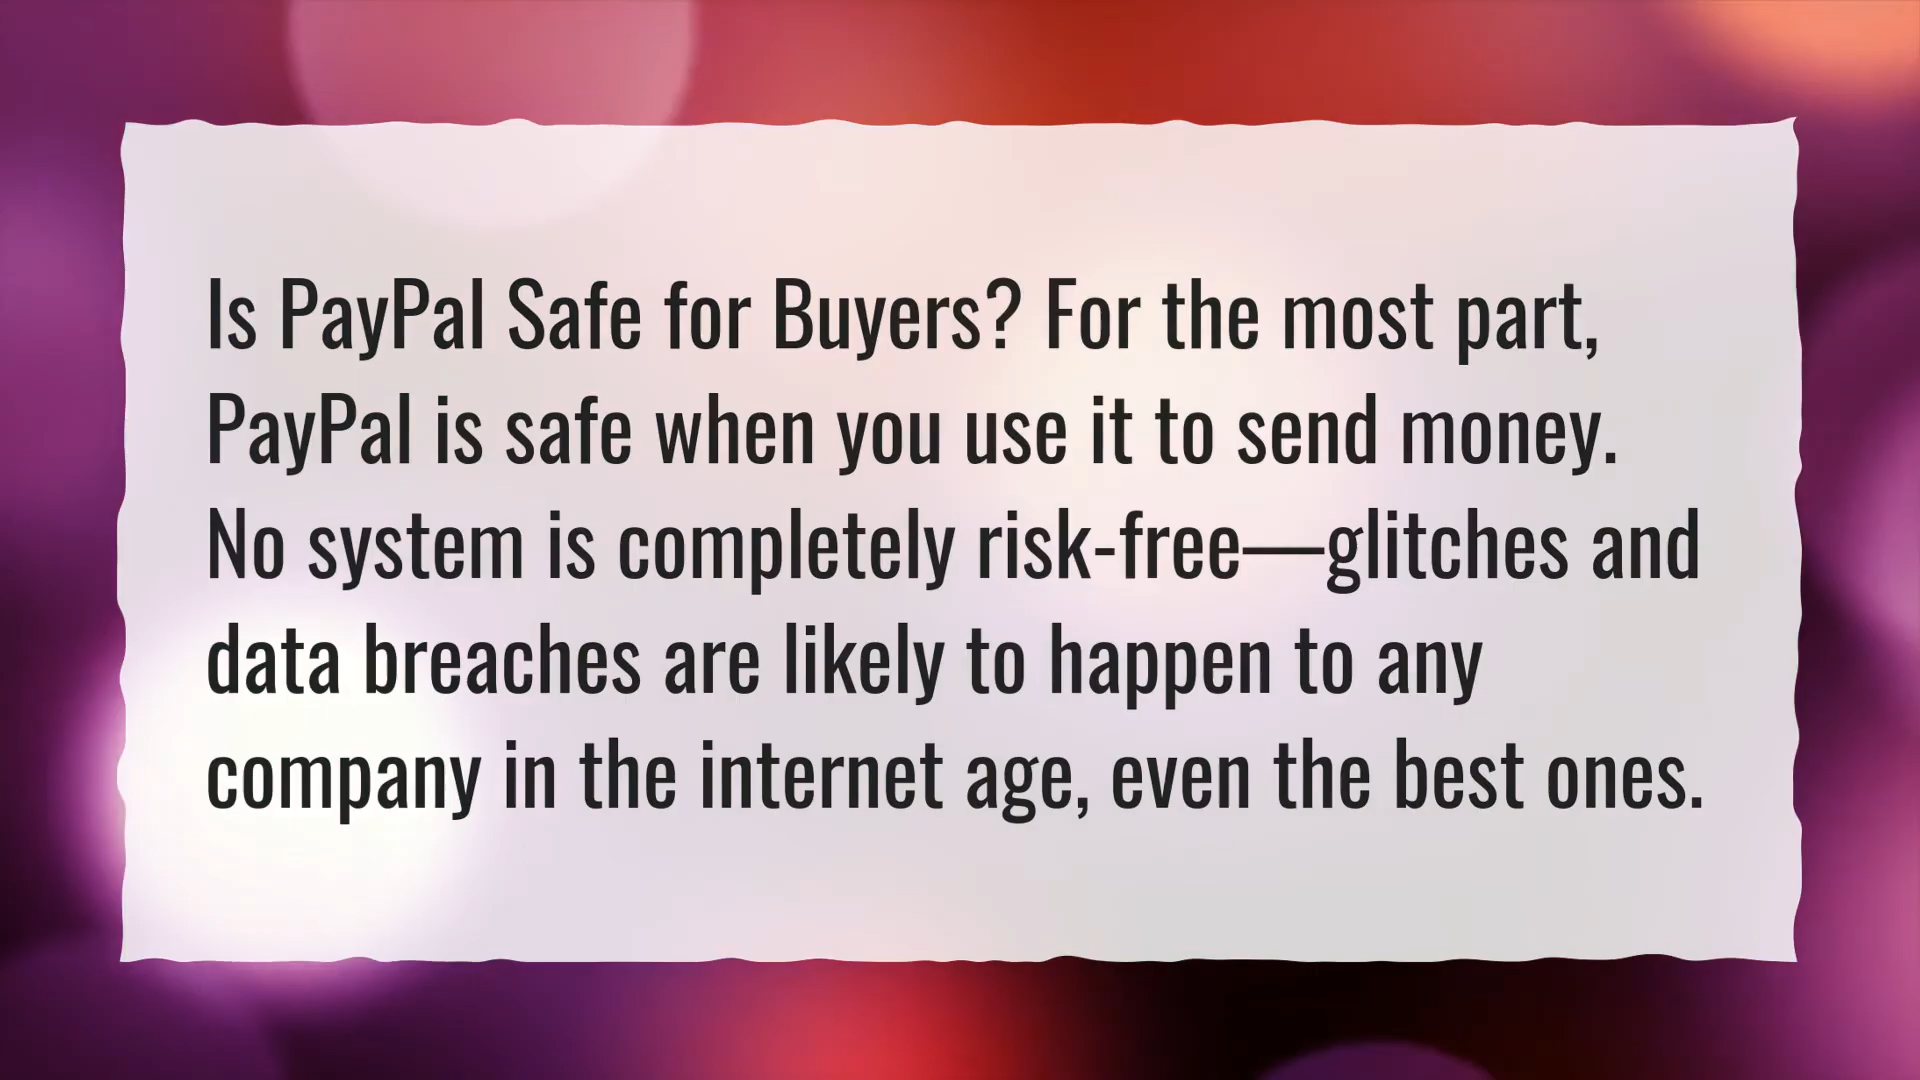 Is PayPal Safe for Buyers? For the most part,
PayPal is safe when you use it to send money.
No system is completely risk-free—glitches and
data breaches are likely to happen to any
company in the internet age, even the best ones.